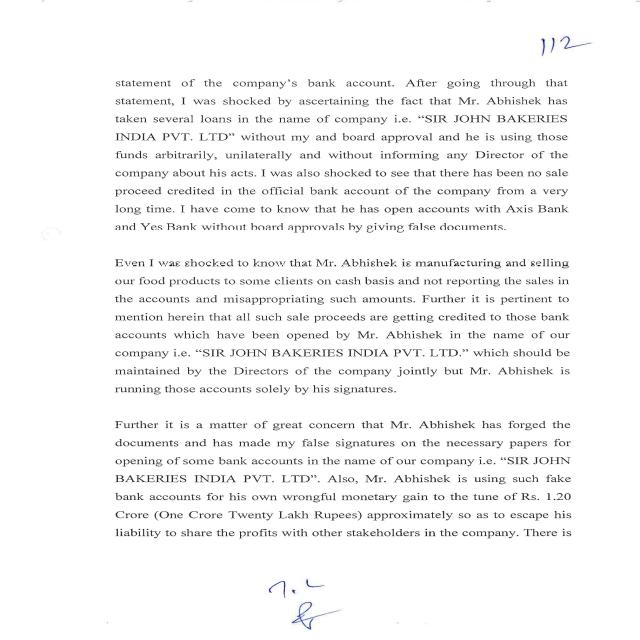 112
statement of the company's bank account. After going through that
statement, I was shocked by ascertaining the fact that Mr. Abhishek has
taken several loans in the name of company i.e. “SIR JOHN BAKERIES
INDIA PVT. LTD” without my and board approval and he is using those
funds arbitrarily, unilaterally and without informing any Director of the
company about his acts. I was also shocked to see that there has been no sale
proceed credited in the official bank account of the company from a very
long time. I have come to know that he has open accounts with Axis Bank
and Yes Bank without board approvals by giving false documents.
Even I was shocked to know that Mr. Abhishek is manufacturing and selling
our food products to some clients on cash basis and not reporting the sales in
the accounts and misappropriating such amounts. Further it is pertinent to
mention herein that all such sale proceeds are getting credited to those bank
accounts which have been opened by Mr. Abhishek in the name of our
company i.e. “SIR JOHN BAKERIES INDIA PVT. LTD.” which should be
maintained by the Directors of the company jointly but Mr. Abhishek is
running those accounts solely by his signatures.
Further it is a matter of great concern that Mr. Abhishek has forged the
documents and has made my false signatures on the necessary papers for
opening of some bank accounts in the name of our company i.e. “SIR JOHN
BAKERIES INDIA PVT. LTD”. Also, Mr. Abhishek is using such fake
bank accounts for his own wrongful monetary gain to the tune of Rs. 1.20
Crore (One Crore Twenty Lakh Rupees) approximately so as to escape his
liability to share the profits with other stakeholders in the company. There is